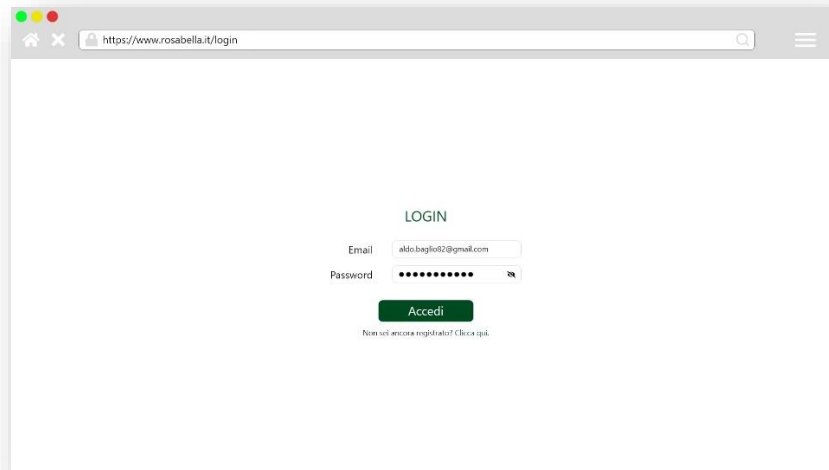 https://www.rosabella.it/login
LOGIN
Email aldo.baglio82@gmail.com
Password ●●●●●●●●●●●
Accedi
Non sei ancora registrato? Clicca qui.